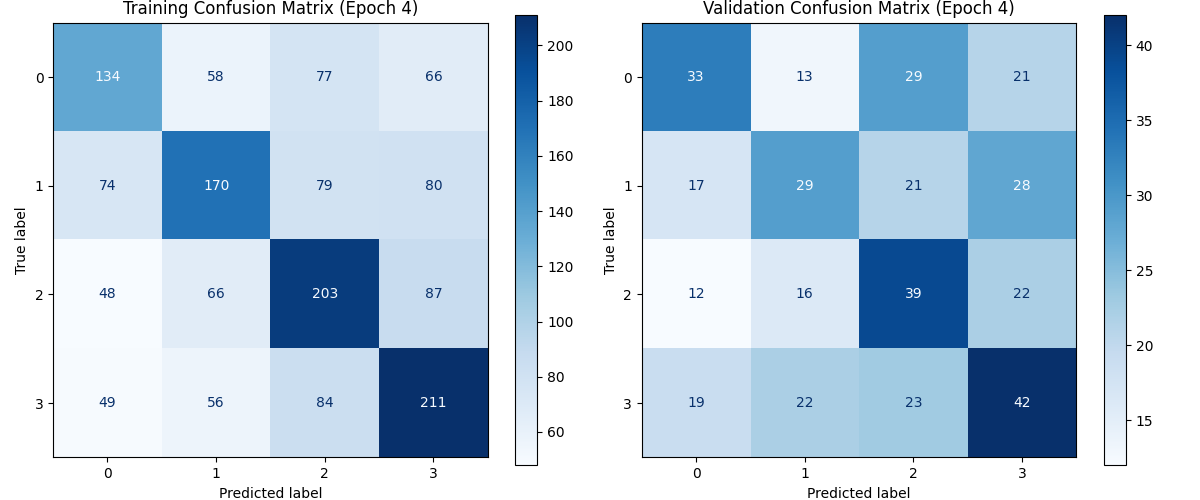 Training Confusion Matrix (Epoch 4)
True label
0 134 58 77 66
1 74 170 79 80
2 48 66 203 87
3 49 56 84 211
0 1 2 3
Predicted label
200
180
160
140
120
100
80
60
Validation Confusion Matrix (Epoch 4)
True label
0 33 13 29 21
1 17 29 21 28
2 12 16 39 22
3 19 22 23 42
0 1 2 3
Predicted label
40
35
30
25
20
15